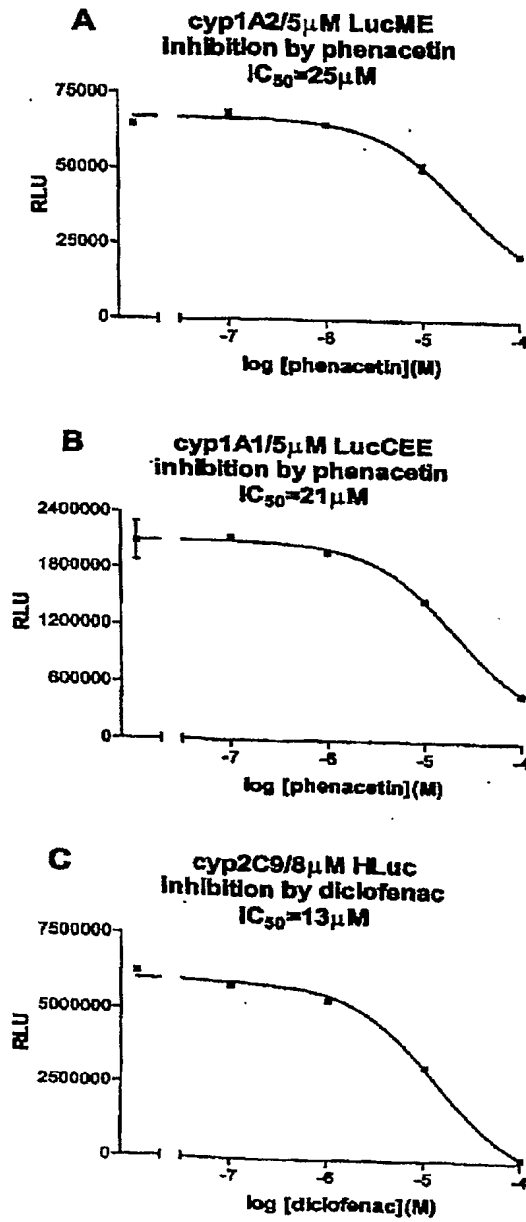 A
cyp1A2/5µM LucME
inhibition by phenacetin
IC50=25µM
75000
50000
25000
0
RLU
-7
-6
-5
-4
log [phenacetin](M)
B
cyp1A1/5µM LucCEE
inhibition by phenacetin
IC50=21µM
2400000
1800000
1200000
600000
0
RLU
-7
-6
-5
-4
log [phenacetin](M)
C
cyp2C9/8µM HLuc
inhibition by diclofenac
IC50=13µM
7500000
5000000
2500000
0
RLU
-7
-6
-5
-4
log [diclofenac](M)